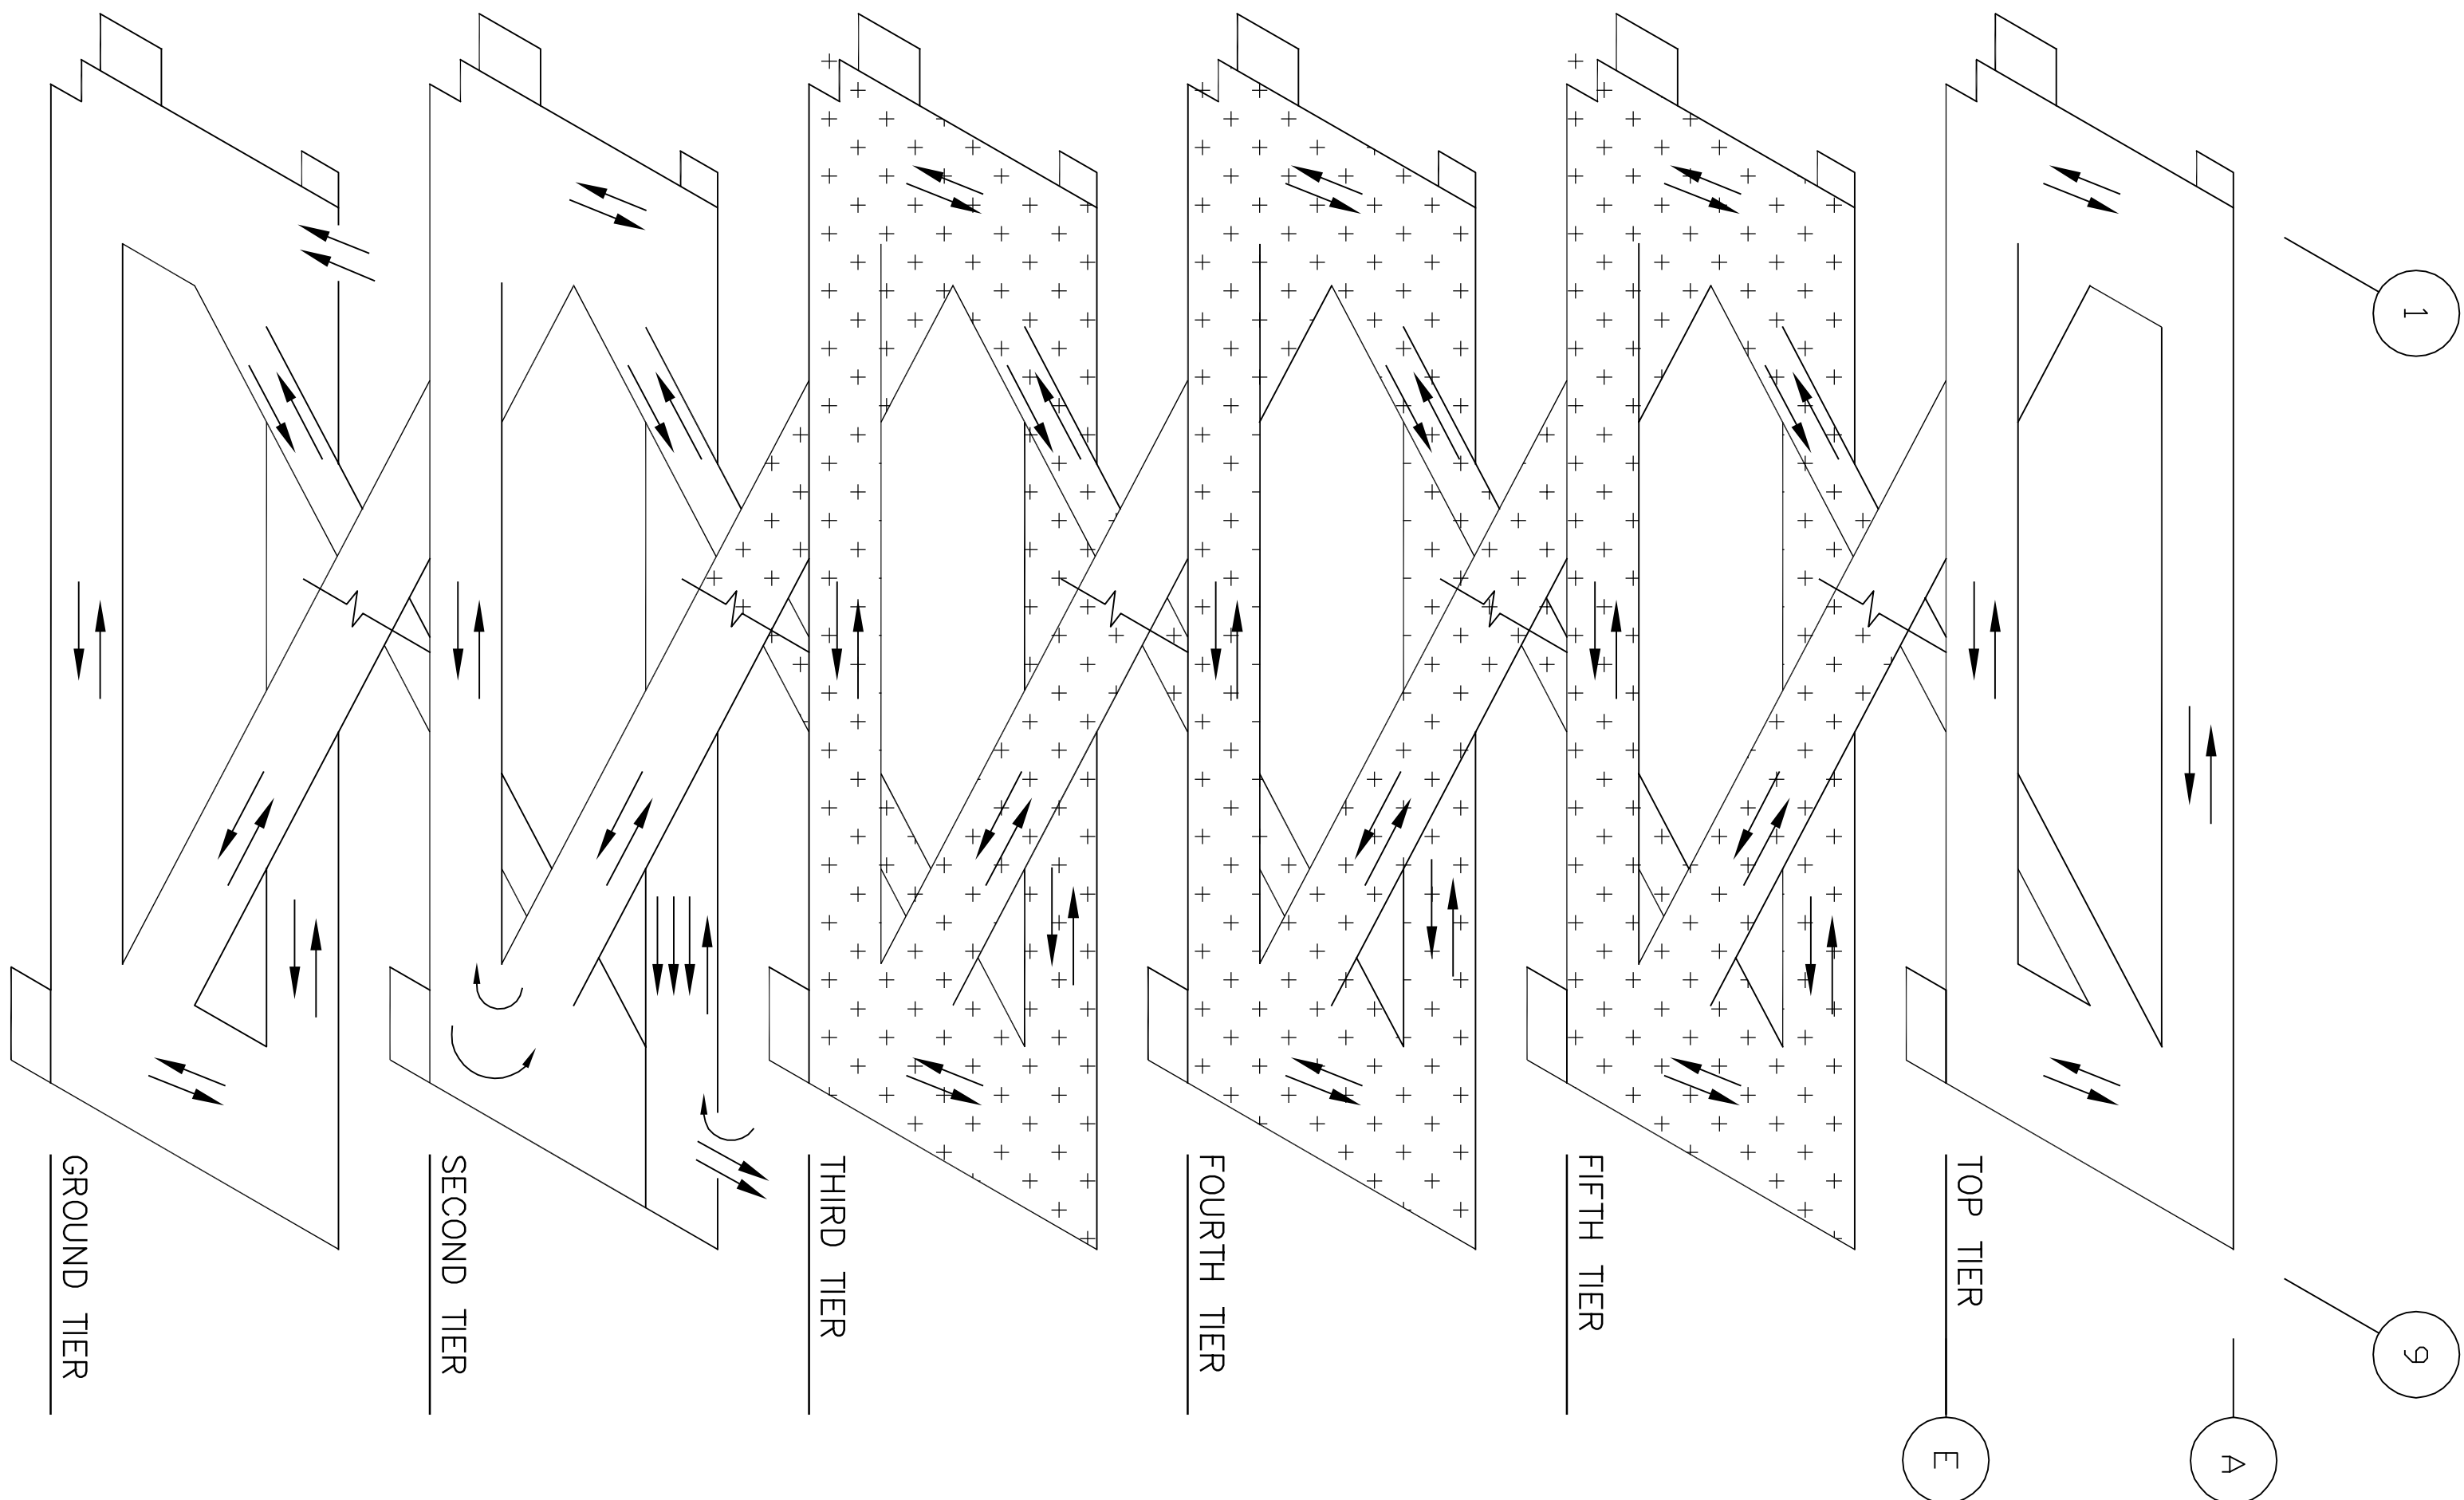 1
9
A
E
TOP TIER
FIFTH TIER
FOURTH TIER
THIRD TIER
SECOND TIER
GROUND TIER